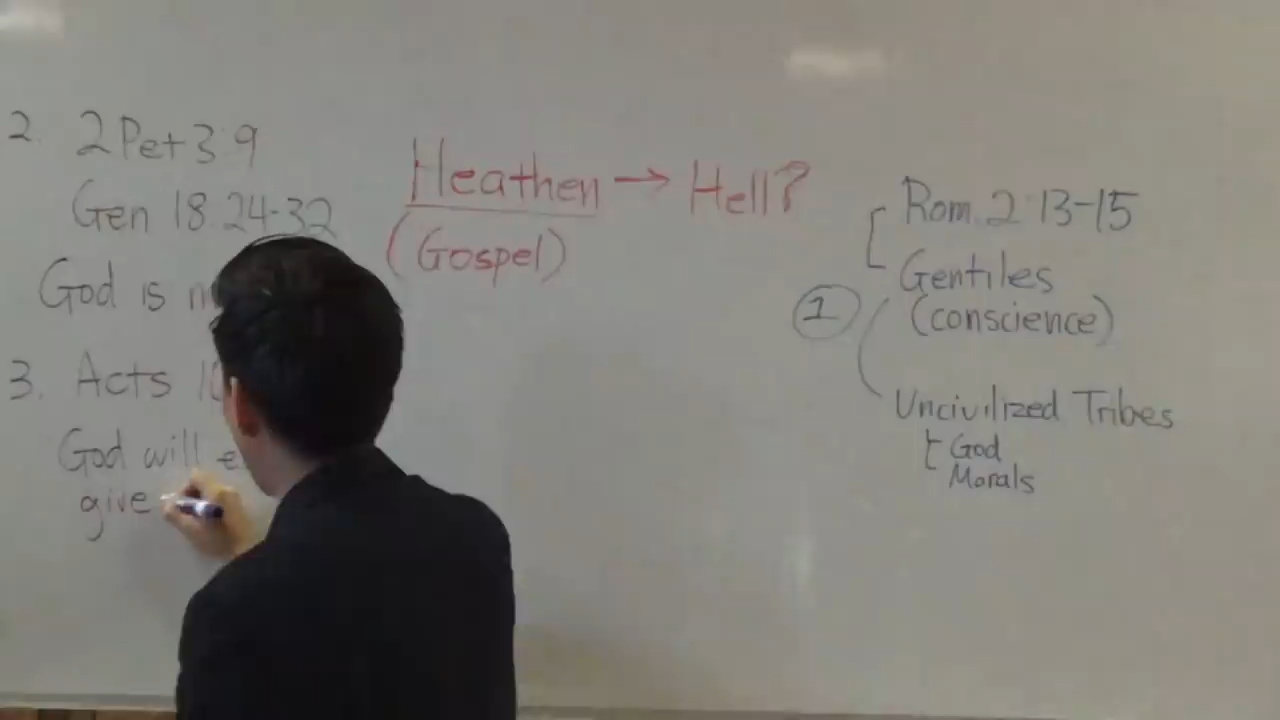 2. 2 Pet 3:9
Gen 18:24-32
God is
3. Acts
God will
give
Heathen → Hell?
(Gospel)
Rom. 2:13-15
Gentiles
(conscience)
1
Uncivilized Tribes
God
Morals